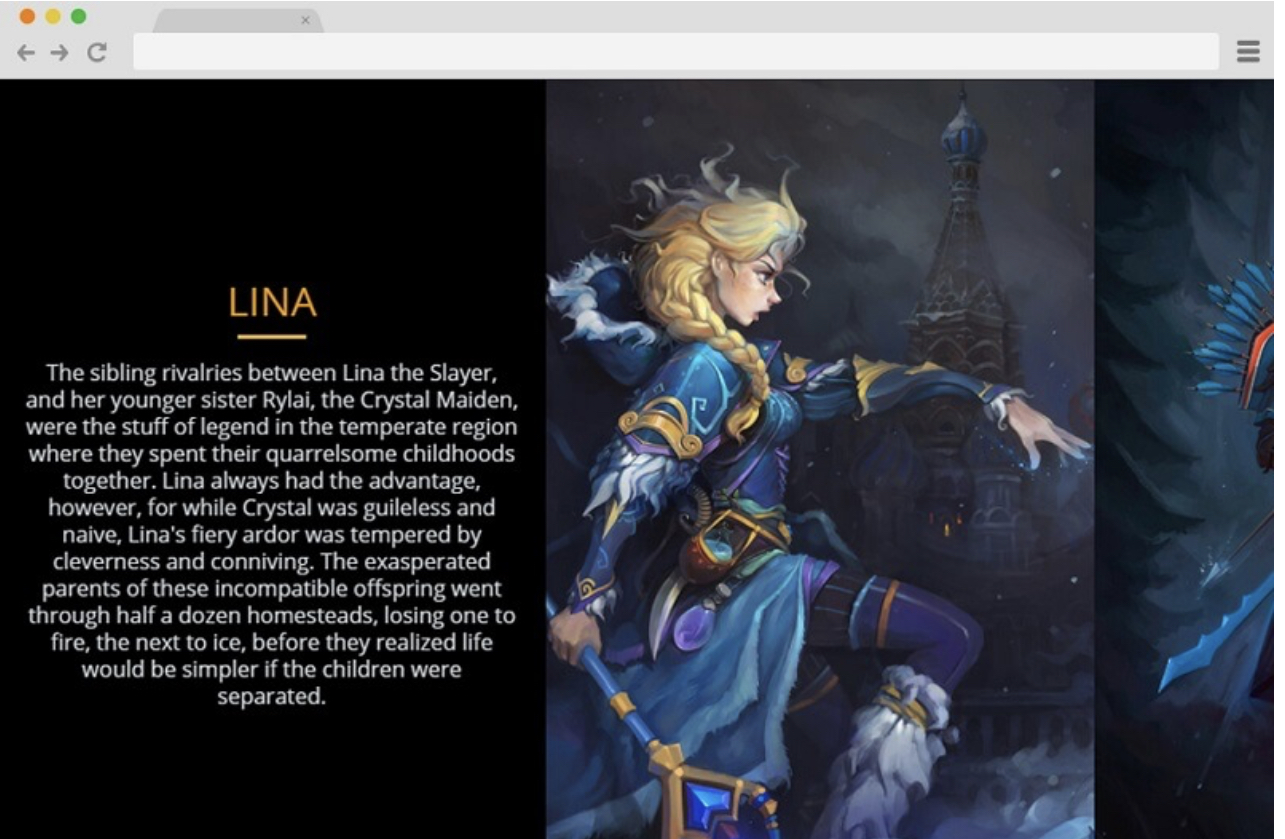 LINA
The sibling rivalries between Lina the Slayer,
and her younger sister Rylai, the Crystal Maiden,
were the stuff of legend in the temperate region
where they spent their quarrelsome childhoods
together. Lina always had the advantage,
however, for while Crystal was guileless and
naive, Lina's fiery ardor was tempered by
cleverness and conniving. The exasperated
parents of these incompatible offspring went
through half a dozen homesteads, losing one to
fire, the next to ice, before they realized life
would be simpler if the children were
separated.